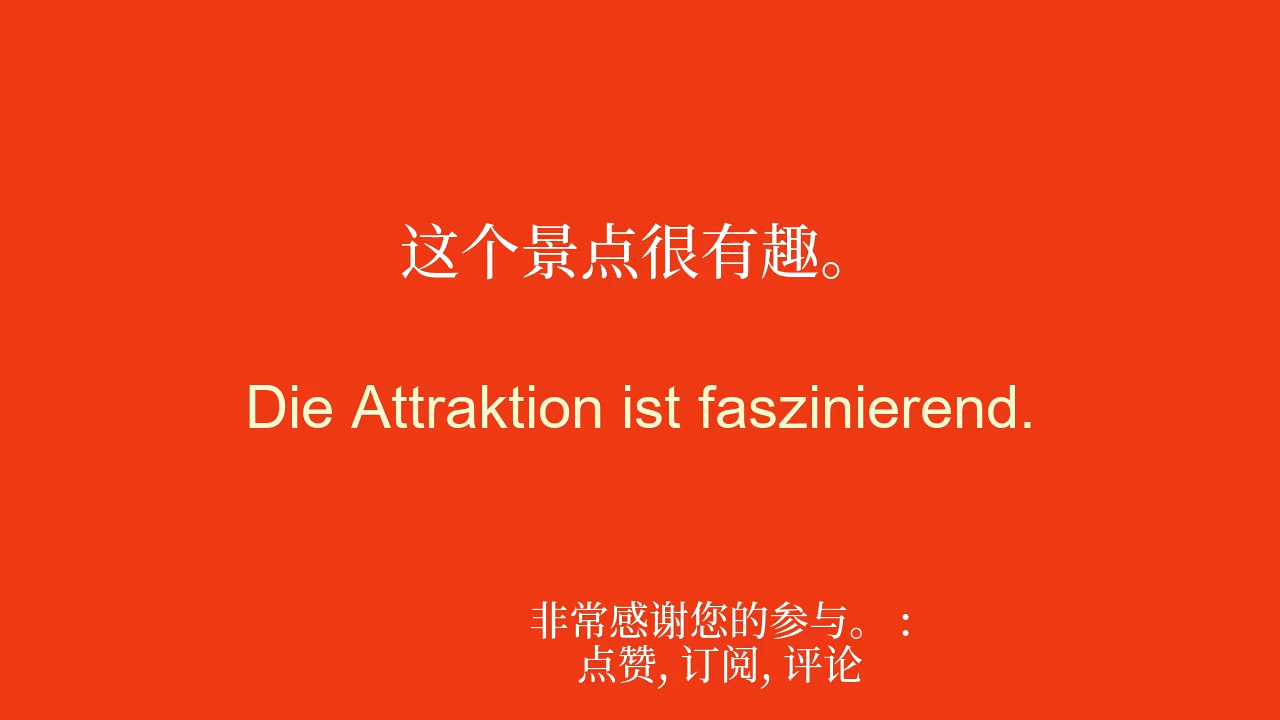 这个景点很有趣。
Die Attraktion ist faszinierend.
非常感谢您的参与。 :
点赞, 订阅, 评论